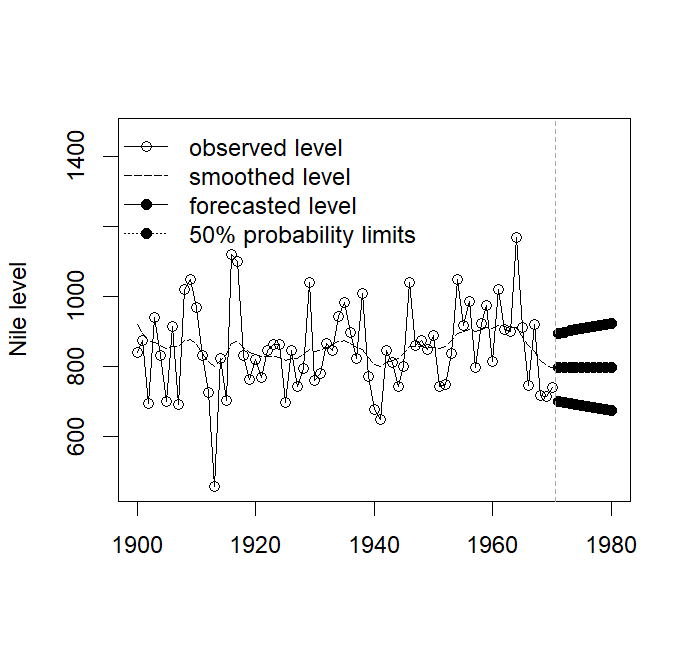 observed level
smoothed level
forecasted level
50% probability limits
Nile level
1400
1000
800
600
1900
1920
1940
1960
1980